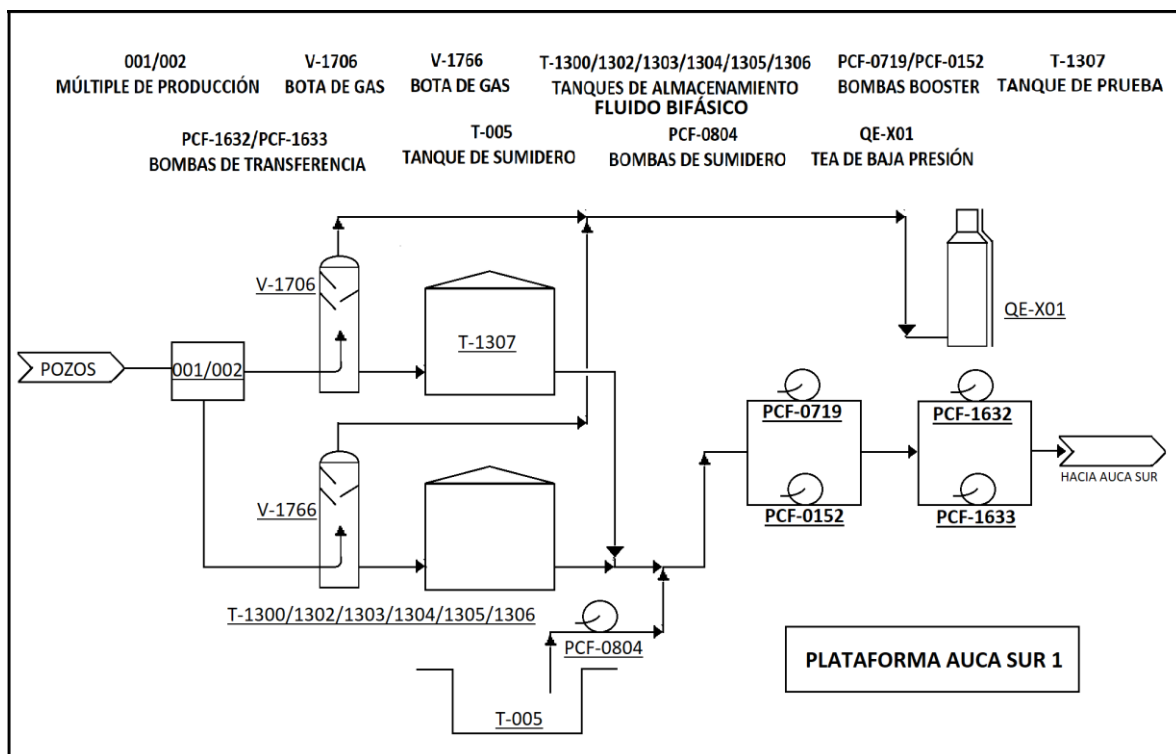 001/002
MÚLTIPLE DE PRODUCCIÓN
V-1706
BOTA DE GAS
V-1766
BOTA DE GAS
T-1300/1302/1303/1304/1305/1306
TANQUES DE ALMACENAMIENTO
FLUIDO BIFÁSICO
PCF-0719/PCF-0152
BOMBAS BOOSTER
T-1307
TANQUE DE PRUEBA
PCF-1632/PCF-1633
BOMBAS DE TRANSFERENCIA
T-005
TANQUE DE SUMIDERO
PCF-0804
BOMBAS DE SUMIDERO
QE-X01
TEA DE BAJA PRESIÓN
V-1706
T-1307
QE-X01
POZOS
001/002
PCF-0719
PCF-1632
HACIA AUCA SUR
V-1766
PCF-0152
PCF-1633
T-1300/1302/1303/1304/1305/1306
PCF-0804
PLATAFORMA AUCA SUR 1
T-005